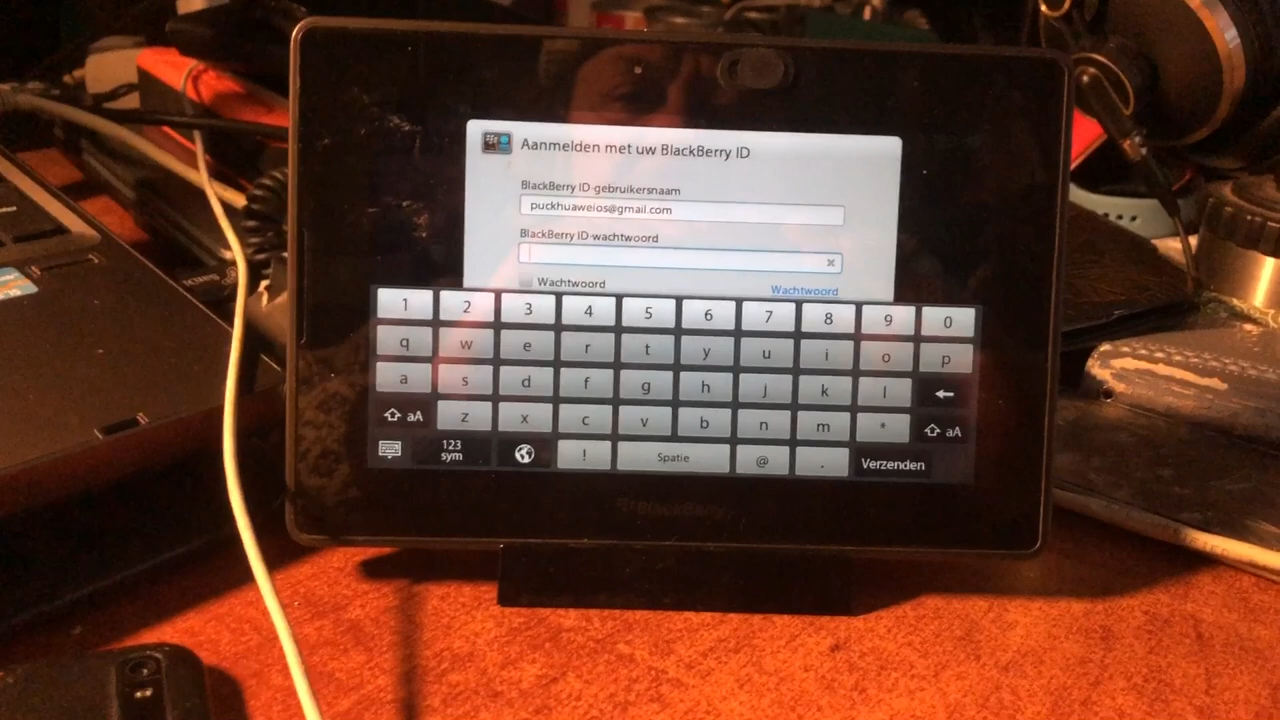 Aanmelden met uw BlackBerry ID
BlackBerry ID-gebruikersnaam
puckhuaweios@gmail.com
BlackBerry ID-wachtwoord
Wachtwoord
Wachtwoord
1 2 3 4 5 6 7 8 9 0
q w e r t y u i o p
a s d f g h j k l
aA z x c v b n m * aA
123 sym ! Spatie @ . Verzenden
BlackBerry